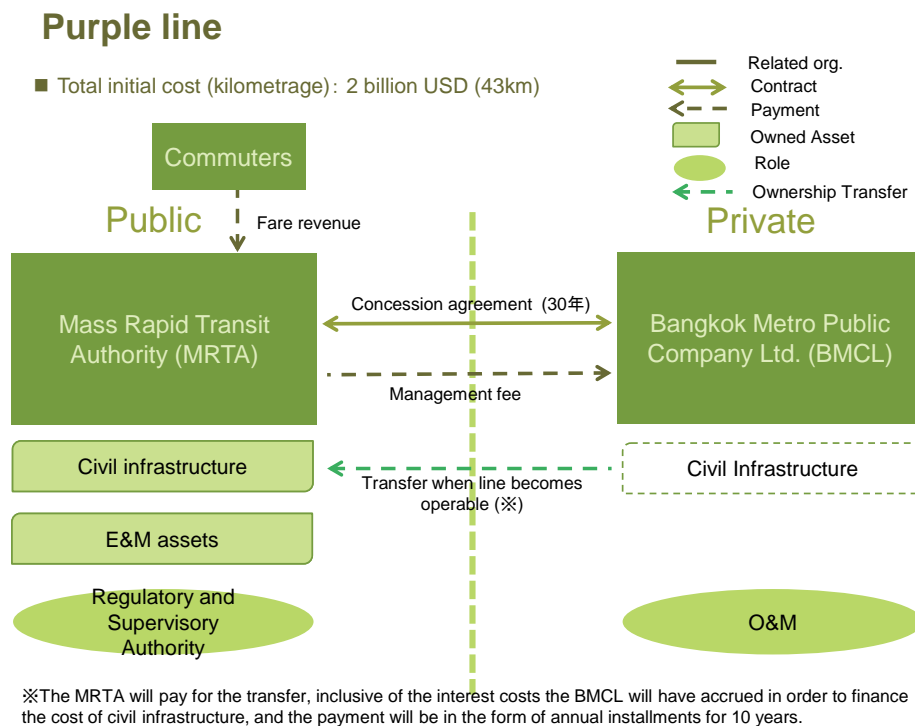 Purple line
■ Total initial cost (kilometrage): 2 billion USD (43km)
Related org.
Contract
Payment
Owned Asset
Role
Ownership Transfer
Commuters
Public
Fare revenue
Private
Mass Rapid Transit
Authority (MRTA)
Concession agreement (30年)
Management fee
Bangkok Metro Public
Company Ltd. (BMCL)
Civil infrastructure
Transfer when line becomes
operable (※)
Civil Infrastructure
E&M assets
Regulatory and
Supervisory
Authority
O&M
※The MRTA will pay for the transfer, inclusive of the interest costs the BMCL will have accrued in order to finance
the cost of civil infrastructure, and the payment will be in the form of annual installments for 10 years.